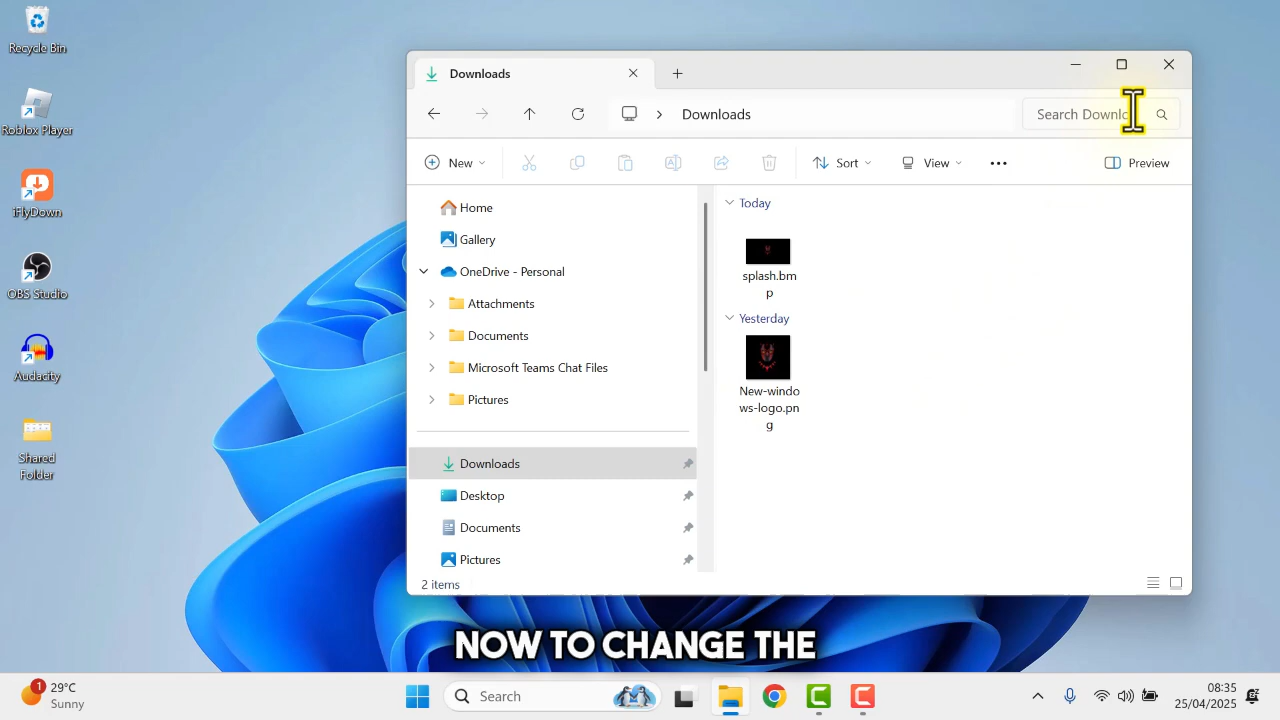 Recycle Bin
Roblox Player
iFlyDown
OBS Studio
Audacity
Shared
Folder
Downloads
Downloads
Search Downlo
New
Sort
View
Preview
Home
Gallery
OneDrive - Personal
Attachments
Documents
Microsoft Teams Chat Files
Pictures
Downloads
Desktop
Documents
Pictures
Today
splash.bm
p
Yesterday
New-windo
ws-logo.pn
g
2 items
NOW TO CHANGE THE
1
29°C
Sunny
Search
08:35
25/04/2025